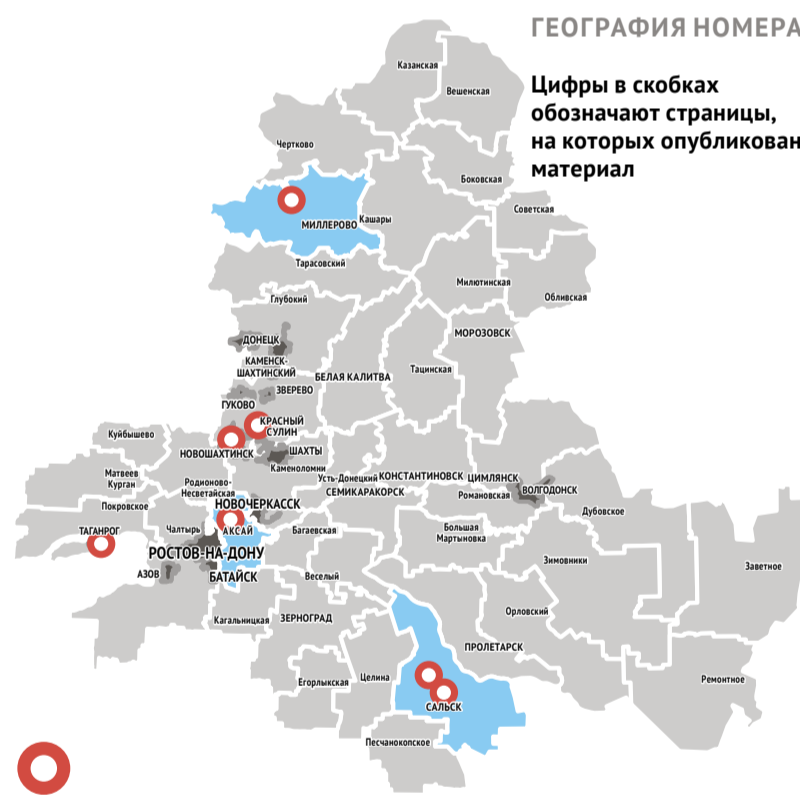 ГЕОГРАФИЯ НОМЕРА
Цифры в скобках
обозначают страницы,
на которых опубликован
материал
Казанская
Вешенская
Чертково
Боковская
Советская
Кашары
МИЛЛЕРОВО
Тарасовский
Милютинская
Обливская
Глубокий
МОРОЗОВСК
ДОНЕЦК
КАМЕНСК-
ШАХТИНСКИЙ
Тацинская
БЕЛАЯ КАЛИТВА
ЗВЕРЕВО
ГУКОВО
КРАСНЫЙ
СУЛИН
Куйбышево
НОВОШАХТИНСК
ШАХТЫ
Каменоломни
Матвеев
Курган
Усть-Донецкий
КОНСТАНТИНОВСК
ЦИМЛЯНСК
Родионово-
Несветайская
СЕМИКАРАКОРСК
Романовская
ВОЛГОДОНСК
Покровское
НОВОЧЕРКАССК
Дубовское
ТАГАНРОГ
Чалтырь
АКСАЙ
Багаевская
Большая
Мартыновка
РОСТОВ-НА-ДОНУ
Зимовники
Заветное
АЗОВ
БАТАЙСК
Веселый
Орловский
Кагальницкая
ЗЕРНОГРАД
ПРОЛЕТАРСК
Егорлыкская
Целина
Ремонтное
САЛЬСК
Песчанокопское